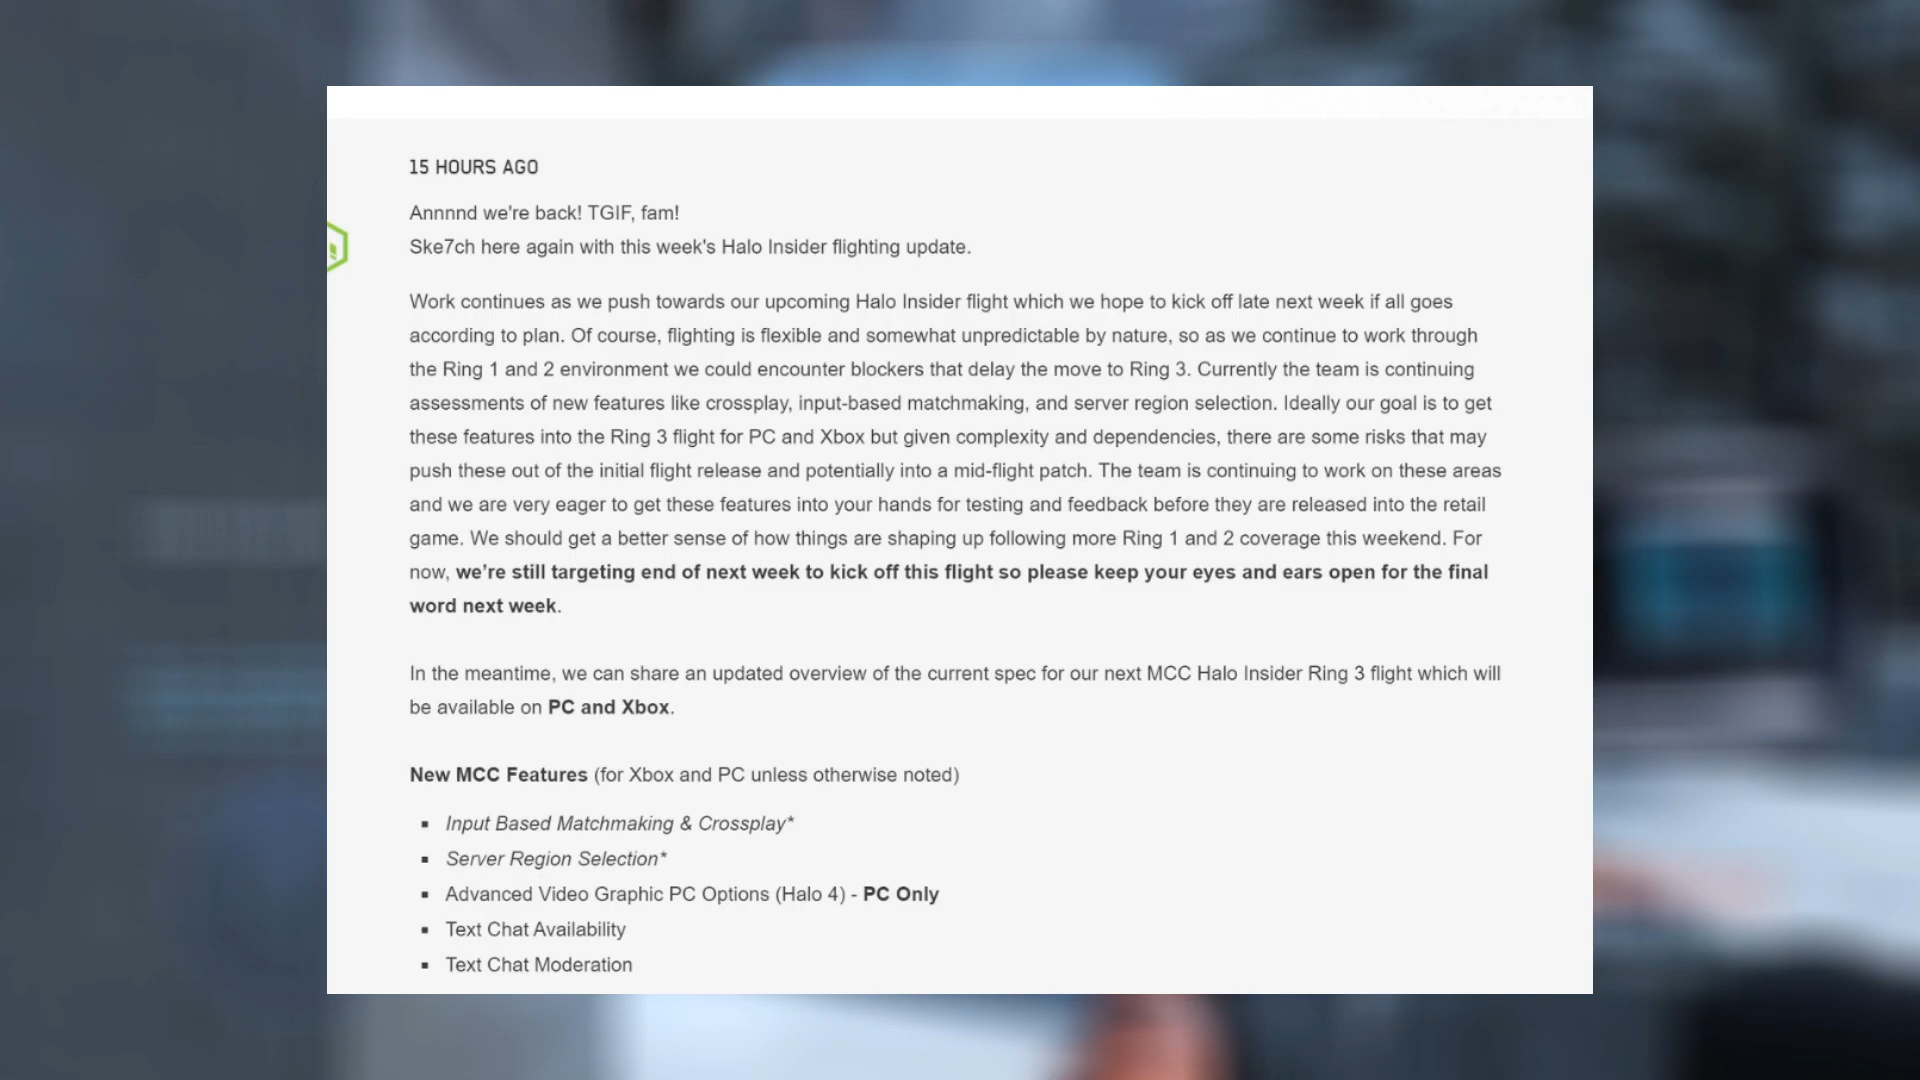 15 HOURS AGO
Annnnd we're back! TGIF, fam!
Ske7ch here again with this week's Halo Insider flighting update.
Work continues as we push towards our upcoming Halo Insider flight which we hope to kick off late next week if all goes
according to plan. Of course, flighting is flexible and somewhat unpredictable by nature, so as we continue to work through
the Ring 1 and 2 environment we could encounter blockers that delay the move to Ring 3. Currently the team is continuing
assessments of new features like crossplay, input-based matchmaking, and server region selection. Ideally our goal is to get
these features into the Ring 3 flight for PC and Xbox but given complexity and dependencies, there are some risks that may
push these out of the initial flight release and potentially into a mid-flight patch. The team is continuing to work on these areas
and we are very eager to get these features into your hands for testing and feedback before they are released into the retail
game. We should get a better sense of how things are shaping up following more Ring 1 and 2 coverage this weekend. For
now, we're still targeting end of next week to kick off this flight so please keep your eyes and ears open for the final
word next week.
In the meantime, we can share an updated overview of the current spec for our next MCC Halo Insider Ring 3 flight which will
be available on PC and Xbox.
New MCC Features (for Xbox and PC unless otherwise noted)
▪ Input Based Matchmaking & Crossplay*
▪ Server Region Selection*
▪ Advanced Video Graphic PC Options (Halo 4) - PC Only
▪ Text Chat Availability
▪ Text Chat Moderation